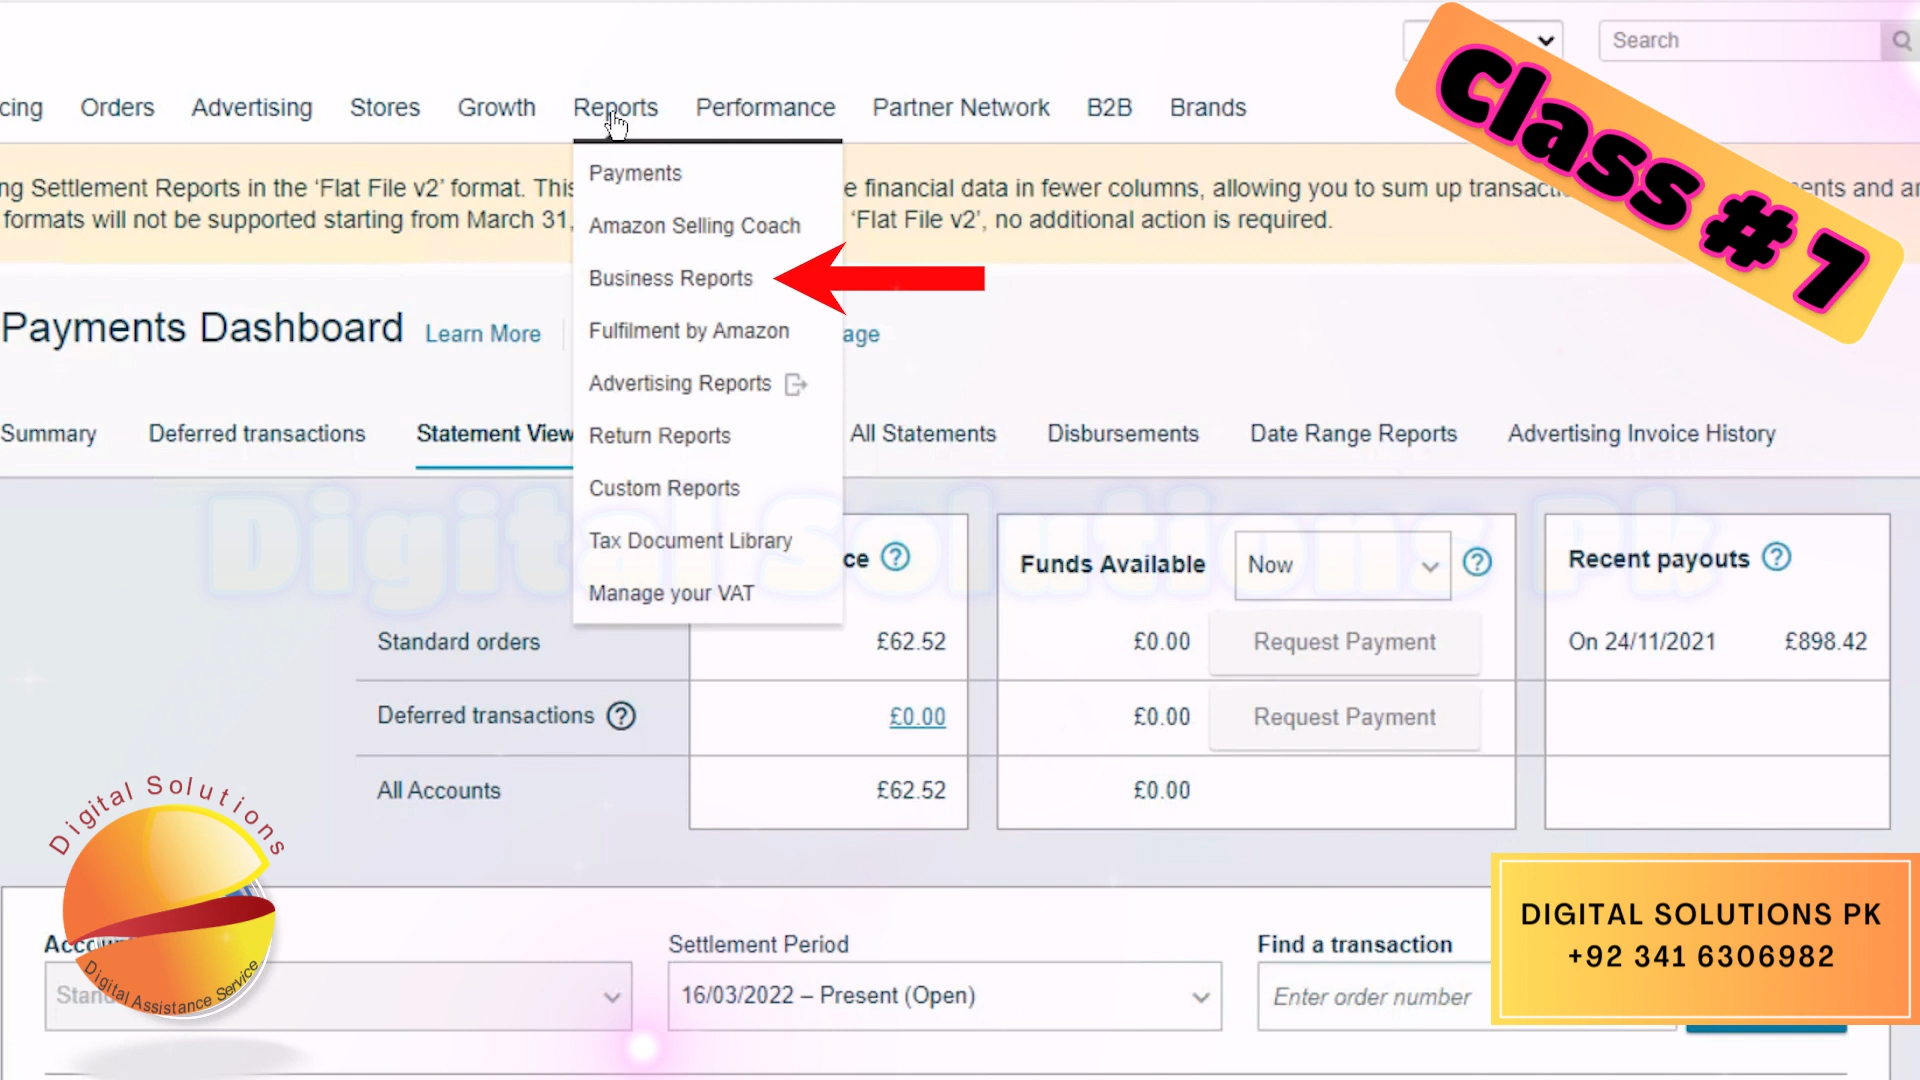 Search
Class # 7
cing Orders Advertising Stores Growth Reports Performance Partner Network B2B Brands
Payments
Amazon Selling Coach
Business Reports
Fulfilment by Amazon
Advertising Reports
Return Reports
Custom Reports
Tax Document Library
Manage your VAT
ng Settlement Reports in the ‘Flat File v2’ format. This e financial data in fewer columns, allowing you to sum up
formats will not be supported starting from March 31, ‘Flat File v2’, no additional action is required.
Payments Dashboard Learn More age
Summary Deferred transactions Statement View All Statements Disbursements Date Range Reports Advertising Invoice History
Digital Solutions Pk
ce Funds Available Now Recent payouts
Standard orders £62.52 £0.00 Request Payment On 24/11/2021 £898.42
Deferred transactions £0.00 £0.00 Request Payment
All Accounts £62.52 £0.00
Digital Solutions
Digital Assistance Service
Settlement Period Find a transaction
16/03/2022 – Present (Open) Enter order number
DIGITAL SOLUTIONS PK
+92 341 6306982